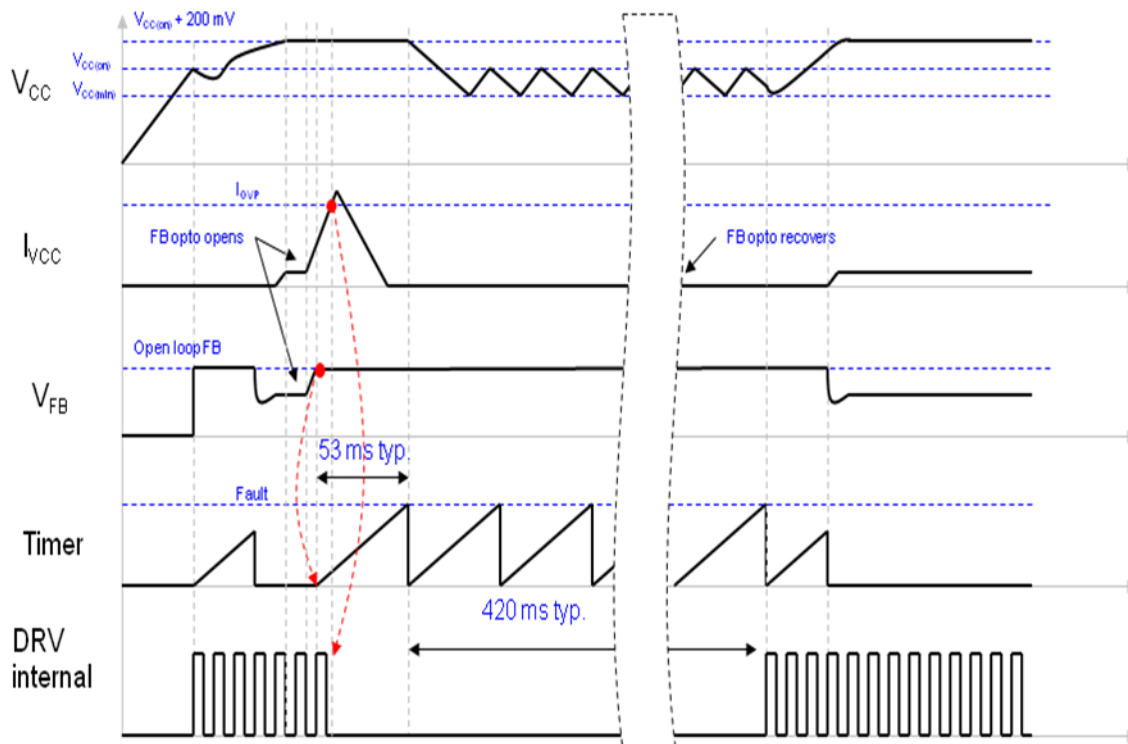 VCC(on) + 200 mV
VCC(on)
VCC(min)
VCC
IOVP
FB opto opens
FB opto recovers
IVCC
Open loop FB
VFB
53 ms typ.
Fault
Timer
420 ms typ.
DRV
internal